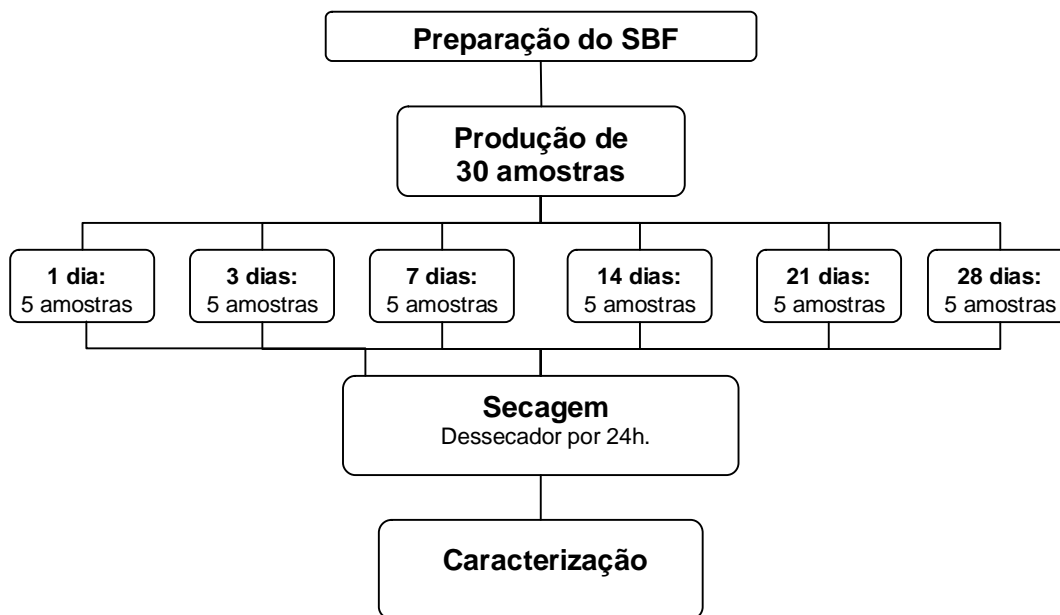 Preparação do SBF
Produção de
30 amostras
1 dia:
5 amostras
3 dias:
5 amostras
7 dias:
5 amostras
14 dias:
5 amostras
21 dias:
5 amostras
28 dias:
5 amostras
Secagem
Dessecador por 24h.
Caracterização